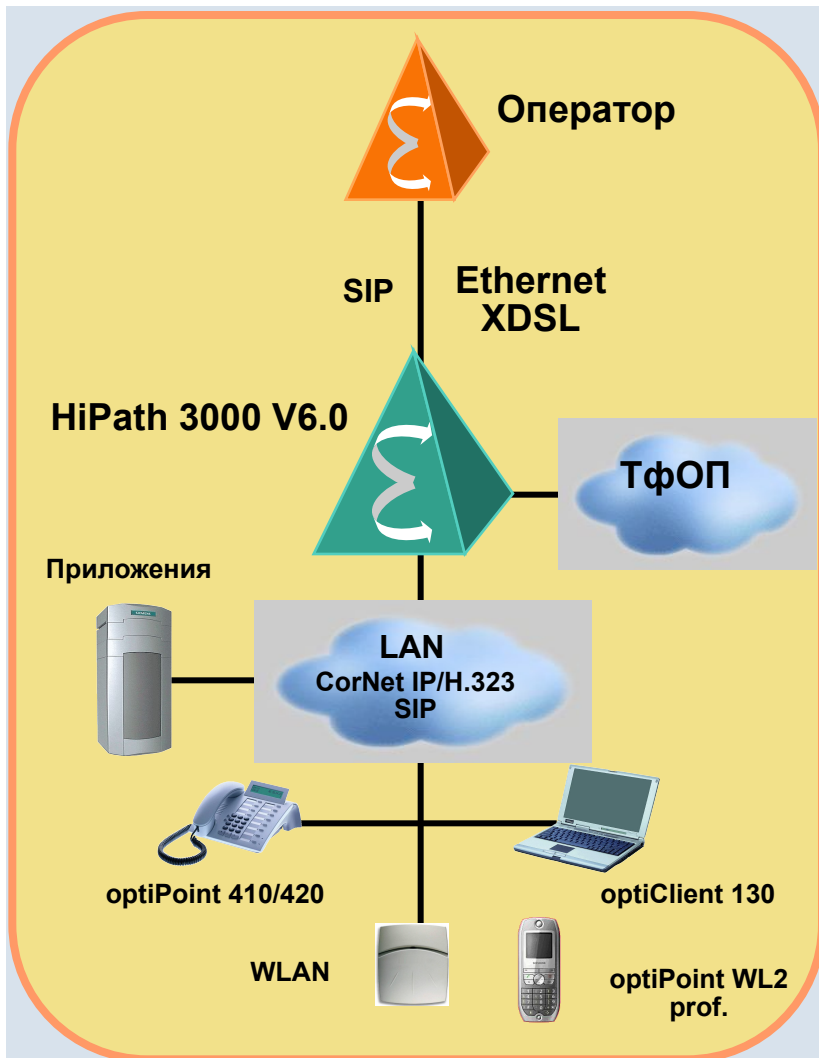 Оператор
SIP
Ethernet
XDSL
HiPath 3000 V6.0
ТфОП
Приложения
LAN
CorNet IP/H.323
SIP
optiPoint 410/420
optiClient 130
WLAN
optiPoint WL2
prof.